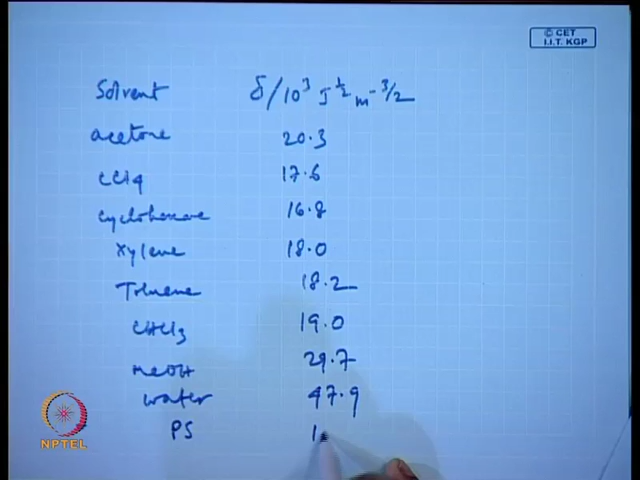 © CET
I.I.T. KGP
Solvent δ/10³ J^½ m^-3/2
acetone 20.3
CCl4 17.6
cyclohexane 16.8
Xylene 18.0
Toluene 18.2
CHCl3 19.0
MeOH 29.7
water 47.9
PS 1
NPTEL